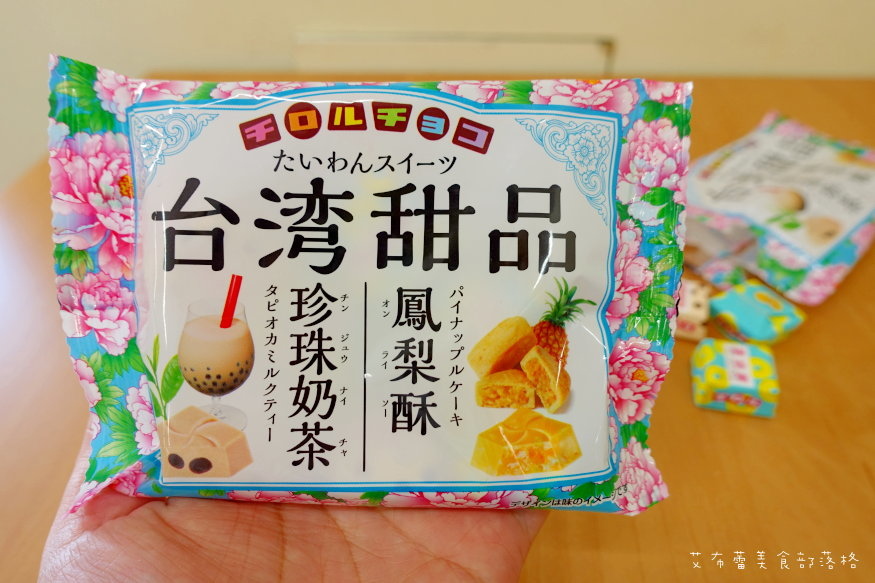 チロルチョコ
たいわんスイーツ
台湾甜品
パイナップルケーキ
鳳梨酥
オンライソー
珍珠奶茶
チンジュウナイチャ
タピオカミルクティー
デザインは味のイメージです
艾布蕾美食部落格